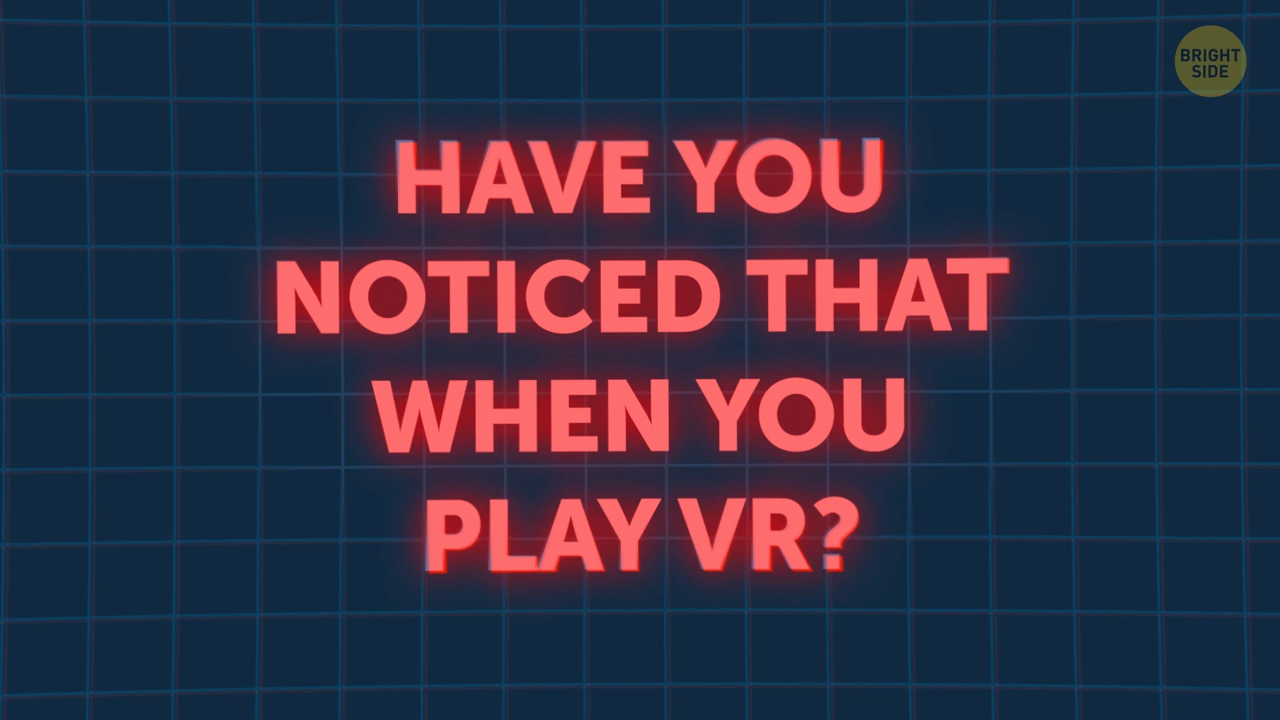 BRIGHT
SIDE
HAVE YOU
NOTICED THAT
WHEN YOU
PLAY VR?